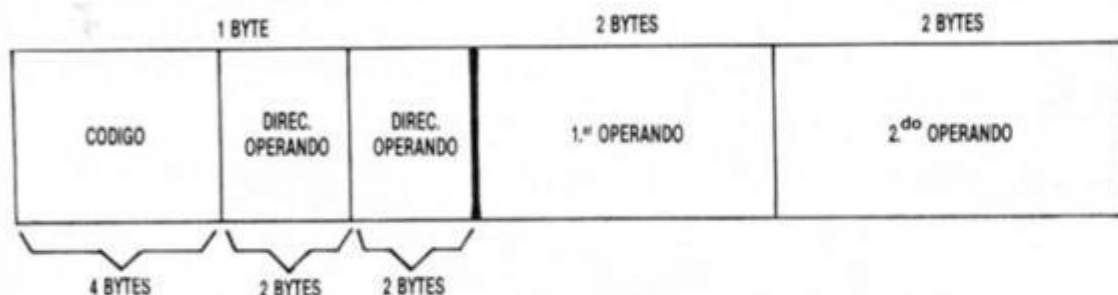 1 BYTE
2 BYTES
2 BYTES
CODIGO
DIREC.
OPERANDO
DIREC.
OPERANDO
1.er OPERANDO
2.do OPERANDO
4 BYTES
2 BYTES
2 BYTES